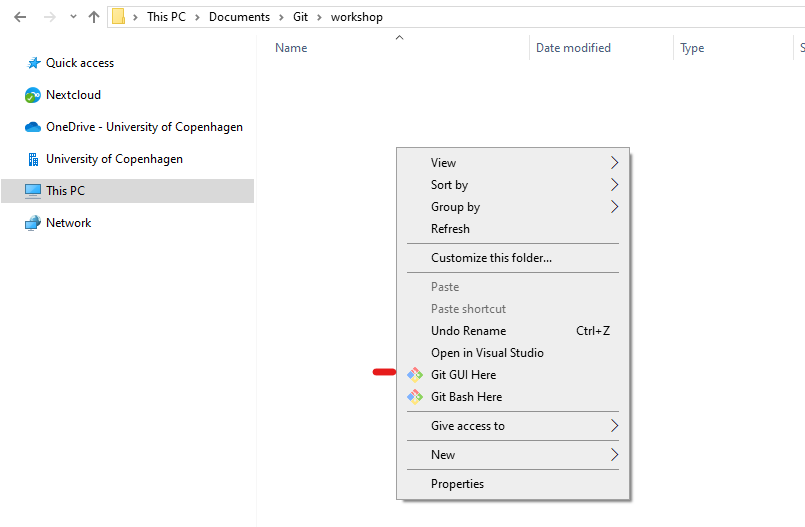 This PC > Documents > Git > workshop
Name Date modified Type S
Quick access
Nextcloud
OneDrive - University of Copenhagen
University of Copenhagen
This PC
Network
View
Sort by
Group by
Refresh
Customize this folder...
Paste
Paste shortcut
Undo Rename Ctrl+Z
Open in Visual Studio
Git GUI Here
Git Bash Here
Give access to
New
Properties